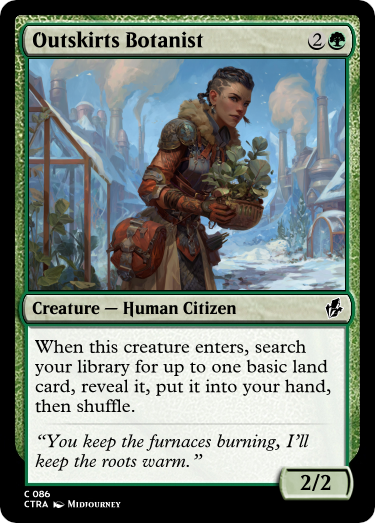 Outskirts Botanist 2
Creature — Human Citizen
When this creature enters, search
your library for up to one basic land
card, reveal it, put it into your hand,
then shuffle.
“You keep the furnaces burning, I’ll
keep the roots warm.”
2/2
C 086
CTRA Midjourney